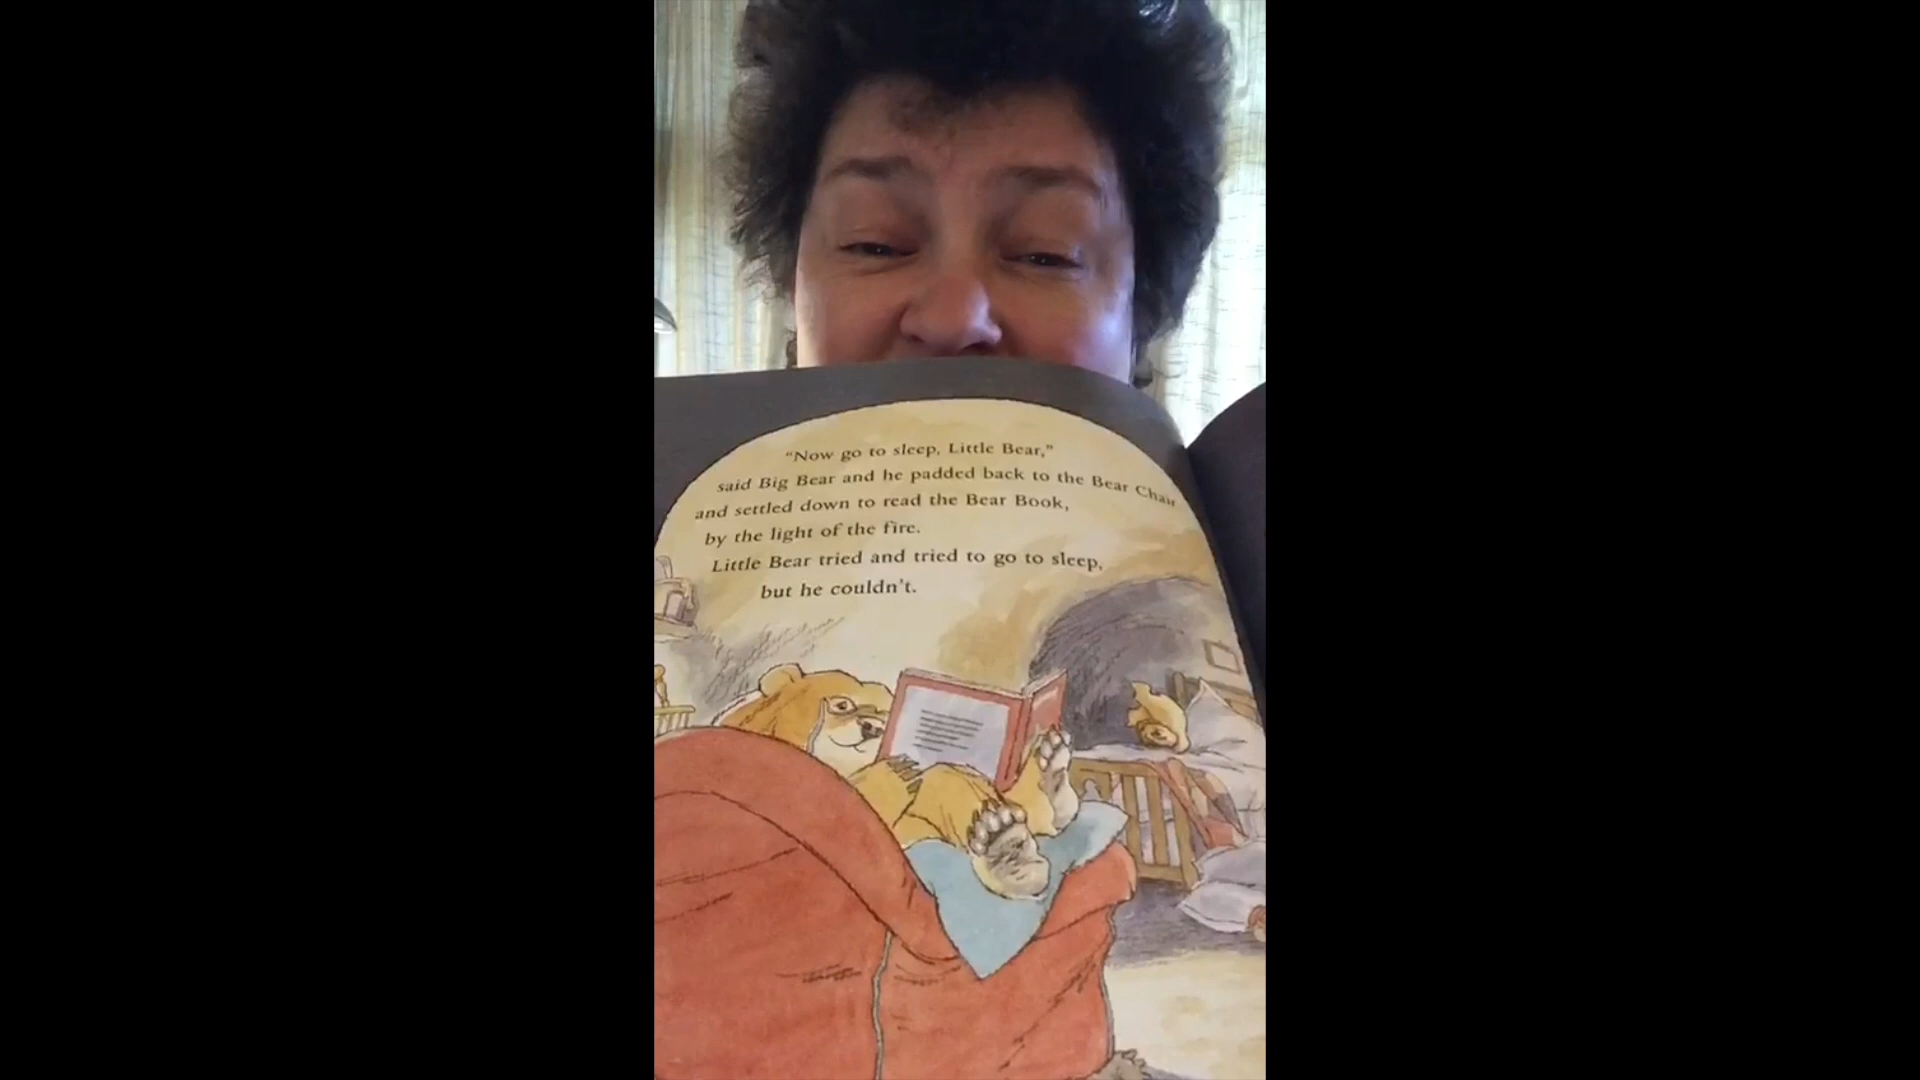 “Now go to sleep, Little Bear,”
said Big Bear and he padded back to the Bear Chair
and settled down to read the Bear Book,
by the light of the fire.
Little Bear tried and tried to go to sleep,
but he couldn't.